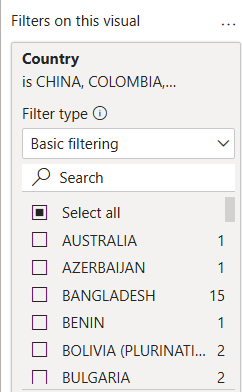 Filters on this visual ...
Country
is CHINA, COLOMBIA,...
Filter type
Basic filtering
Search
Select all
AUSTRALIA 1
AZERBAIJAN 1
BANGLADESH 15
BENIN 1
BOLIVIA (PLURINATI... 2
BULGARIA 2